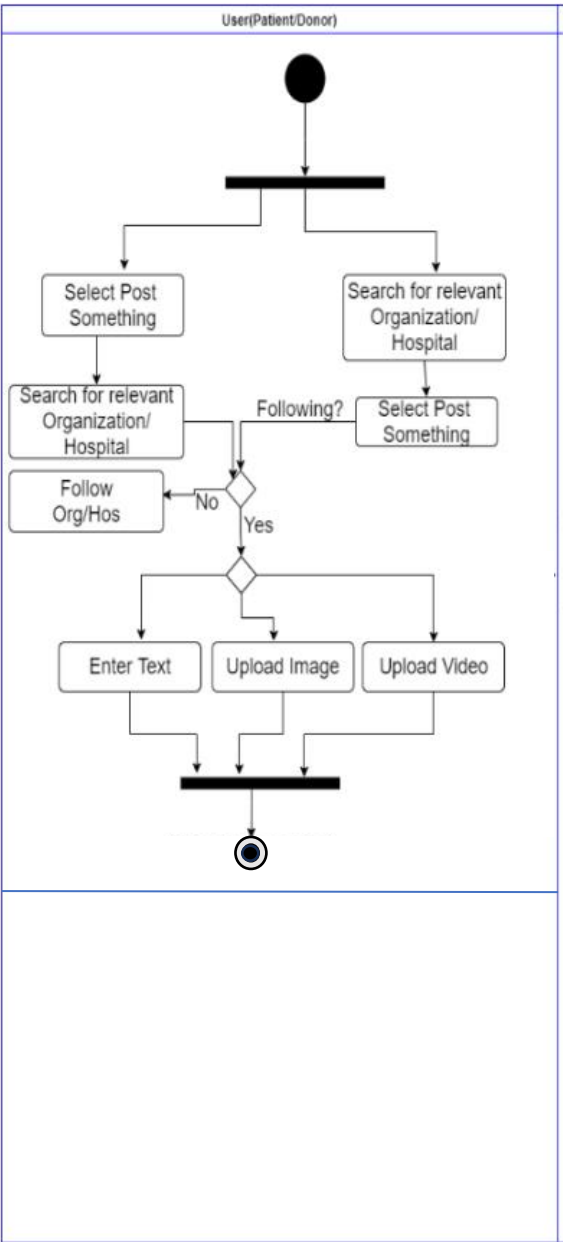 User(Patient/Donor)
Select Post
Something
Search for relevant
Organization/
Hospital
Search for relevant
Organization/
Hospital
Following?
Select Post
Something
Follow
Org/Hos
No
Yes
Enter Text
Upload Image
Upload Video